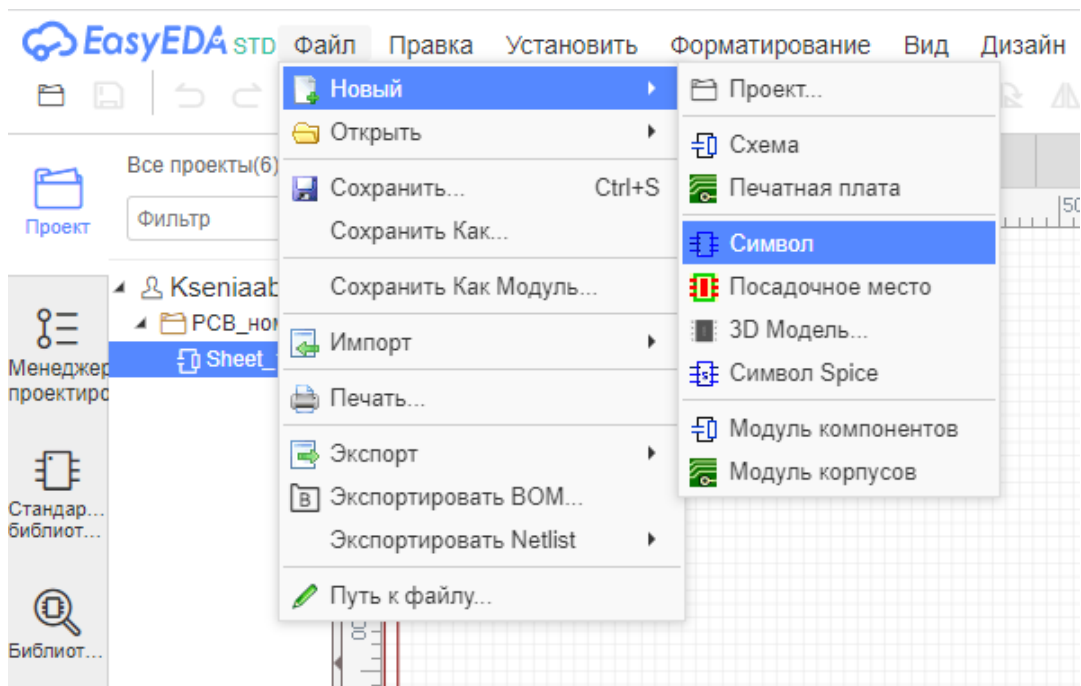 EasyEDA STD Файл Правка Установить Форматирование Вид Дизайн
Новый
Открыть
Сохранить... Ctrl+S
Сохранить Как...
Сохранить Как Модуль...
Импорт
Печать...
Экспорт
Экспортировать BOM...
Экспортировать Netlist
Путь к файлу...
Проект...
Схема
Печатная плата
Символ
Посадочное место
3D Модель...
Символ Spice
Модуль компонентов
Модуль корпусов
Проект
Менеджер
проектирс
Стандар...
библиот...
Библиот...
Все проекты(6)
Фильтр
Kseniaab
PCB_ном
Sheet_